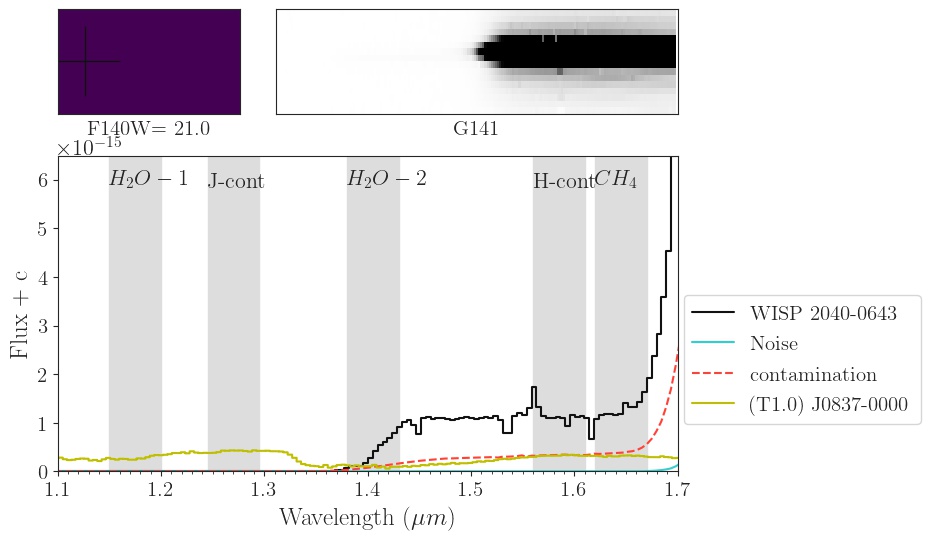 F140W= 21.0
G141
×10⁻¹⁵
H₂O − 1
J-cont
H₂O − 2
H-cont
CH₄
6
5
4
3
2
1
0
Flux + c
1.1 1.2 1.3 1.4 1.5 1.6 1.7
Wavelength (μm)
WISP 2040-0643
Noise
contamination
(T1.0) J0837-0000